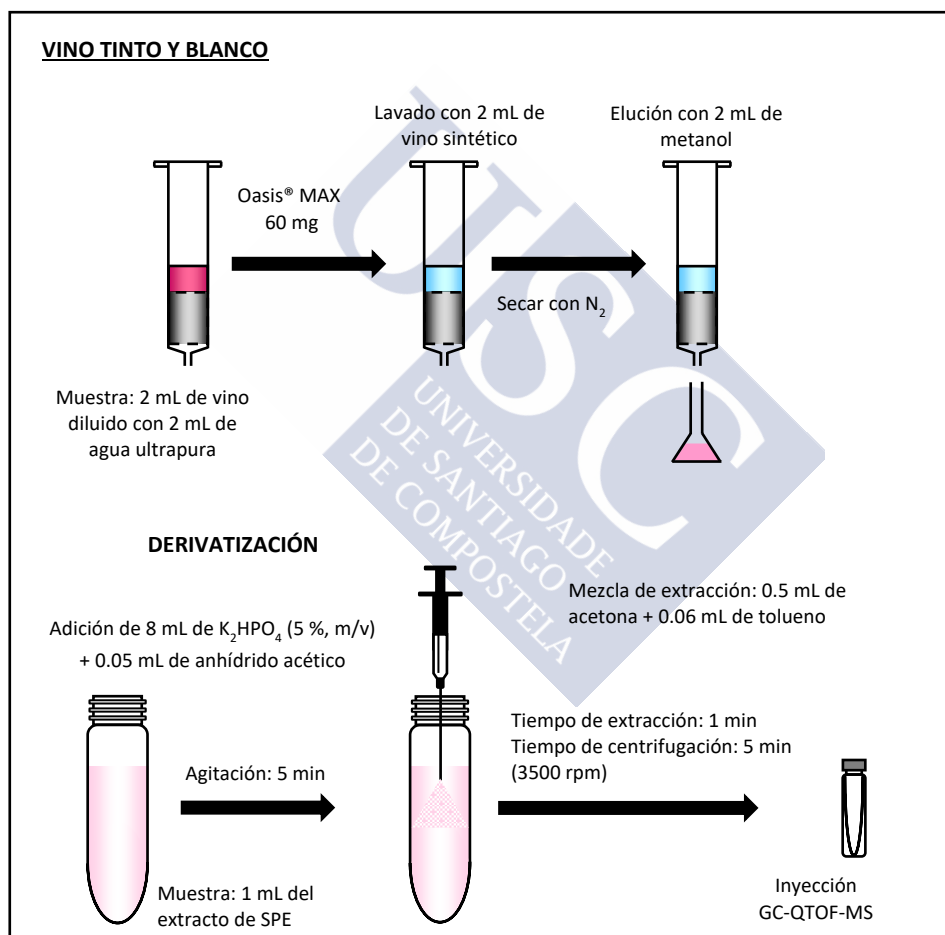 VINO TINTO Y BLANCO
Lavado con 2 mL de
vino sintético
Elución con 2 mL de
metanol
Oasis® MAX
60 mg
Secar con N₂
Muestra: 2 mL de vino
diluido con 2 mL de
agua ultrapura
USC
UNIVERSIDADE
DE SANTIAGO
DE COMPOSTELA
DERIVATIZACIÓN
Mezcla de extracción: 0.5 mL de
acetona + 0.06 mL de tolueno
Adición de 8 mL de K₂HPO₄ (5 %, m/v)
+ 0.05 mL de anhídrido acético
Agitación: 5 min
Tiempo de extracción: 1 min
Tiempo de centrifugación: 5 min
(3500 rpm)
Muestra: 1 mL del
extracto de SPE
Inyección
GC-QTOF-MS